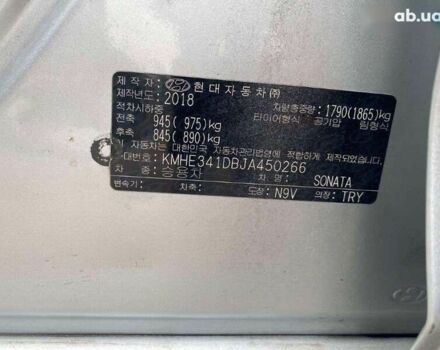 ab.ua
제 작 자: 현대자동차㈜
제작년도: 2018 차량총중량: 1790(1865)kg
적차시하중 타이어형식 공기압 림형식
전축 945( 975)kg
후축 845( 890)kg
이 자동차는 대한민국 자동차관리법령에 적합하게 제작되었음
차대번호: KMHE341DBJA450266
차 종: 승용차 차 명: SONATA
변속기: 차축: 도장: N9V 의장: TRY